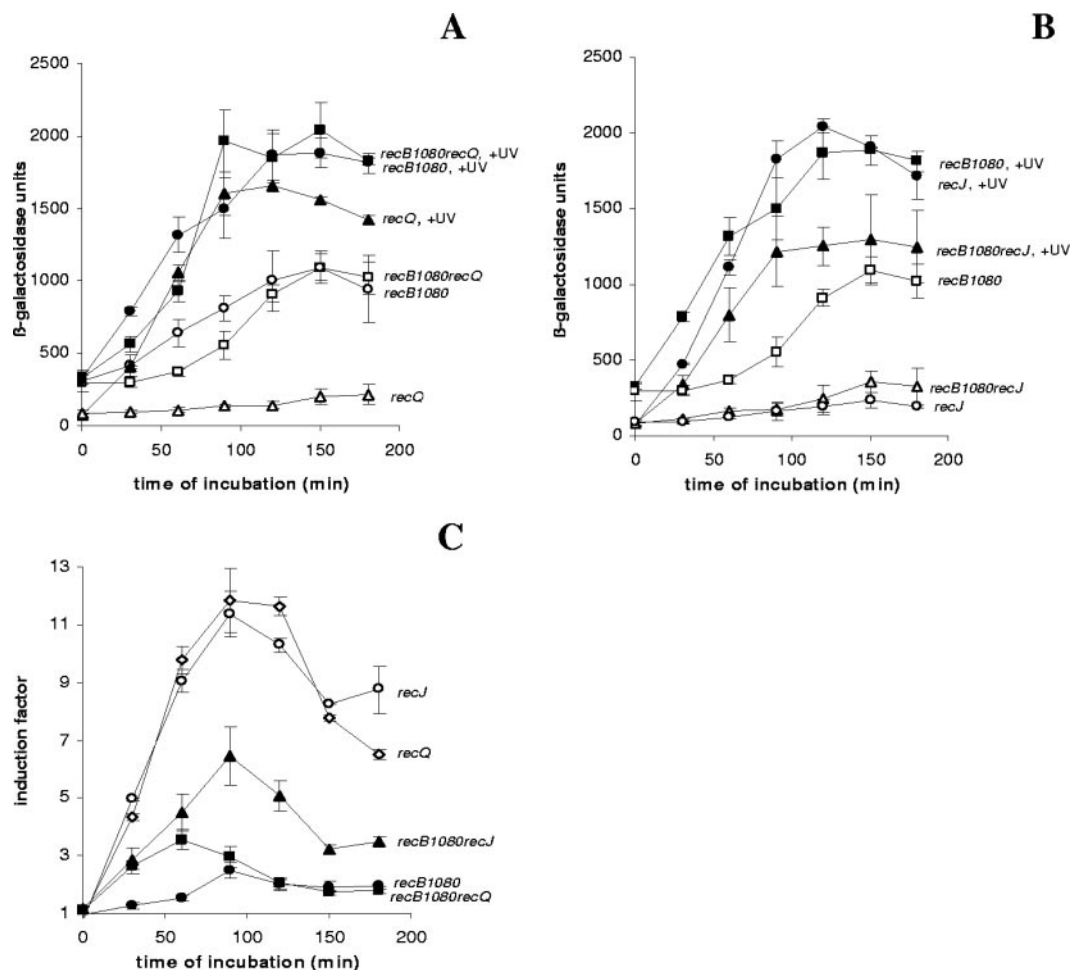 A
2500
2000
1500
1000
500
0
ß-galactosidase units
recB1080recQ, +UV
recB1080, +UV
recQ, +UV
recB1080recQ
recB1080
recQ
0 50 100 150 200
time of incubation (min)
B
2500
2000
1500
1000
500
0
ß-galactosidase units
recB1080, +UV
recJ, +UV
recB1080recJ, +UV
recB1080
recB1080recJ
recJ
0 50 100 150 200
time of incubation (min)
C
13
11
9
7
5
3
1
induction factor
recJ
recQ
recB1080recJ
recB1080
recB1080recQ
0 50 100 150 200
time of incubation (min)